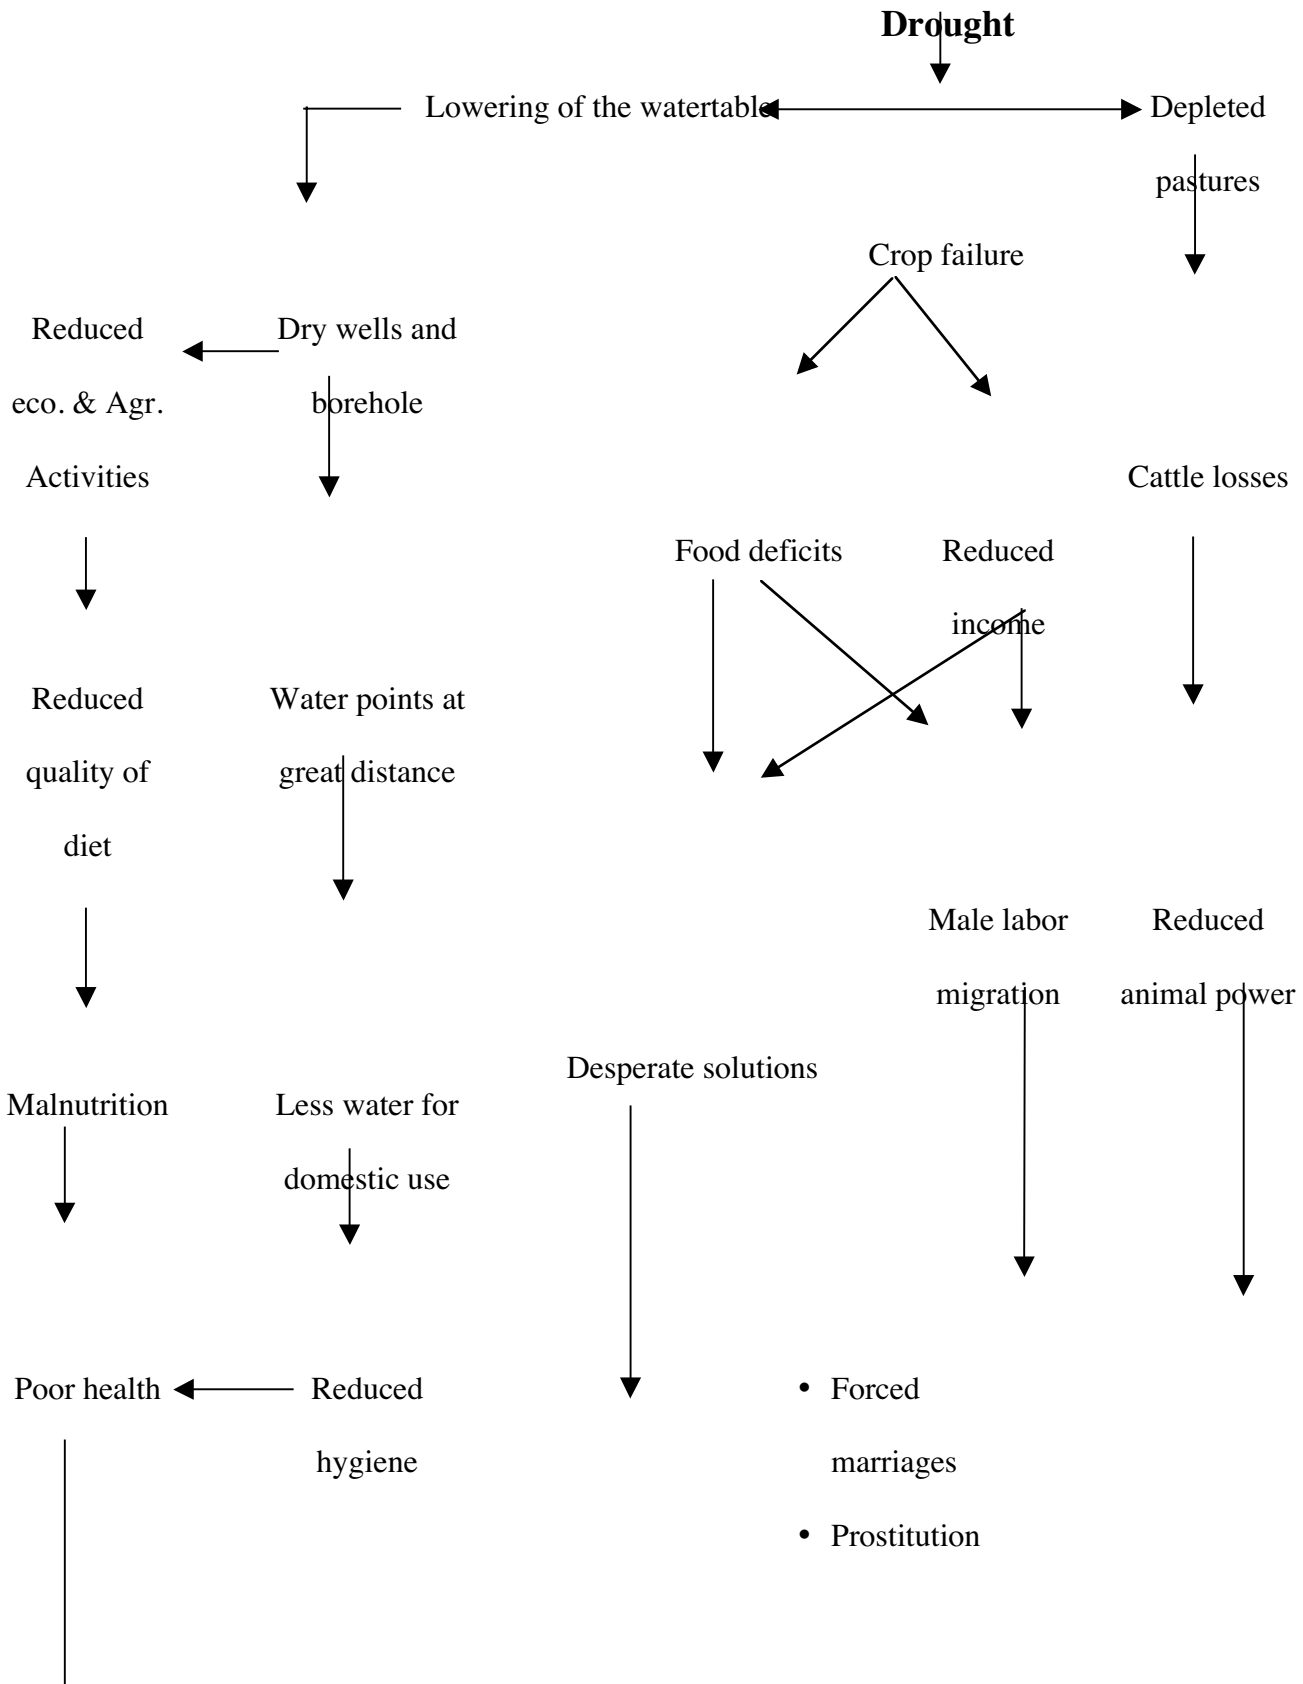 Drought
Lowering of the watertable
Depleted
pastures
Crop failure
Reduced
eco. & Agr.
Activities
Dry wells and
borehole
Cattle losses
Food deficits
Reduced
income
Reduced
quality of
diet
Water points at
great distance
Male labor
migration
Reduced
animal power
Desperate solutions
Malnutrition
Less water for
domestic use
Poor health
Reduced
hygiene
• Forced
marriages
• Prostitution